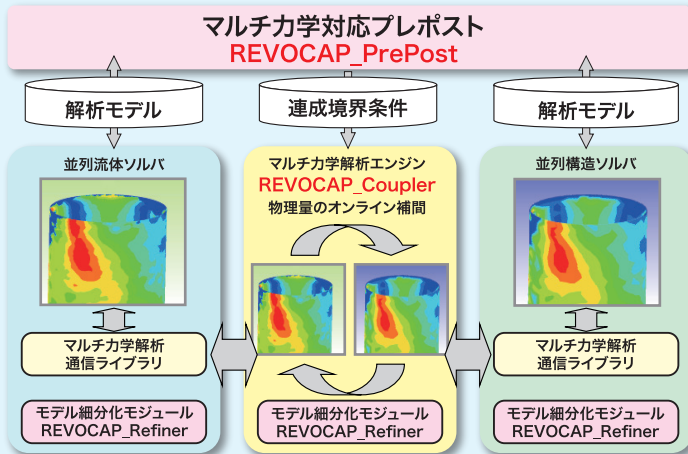 マルチ力学対応プレポスト
REVOCAP_PrePost
解析モデル
連成境界条件
解析モデル
並列流体ソルバ
マルチ力学解析
通信ライブラリ
モデル細分化モジュール
REVOCAP_Refiner
マルチ力学解析エンジン
REVOCAP_Coupler
物理量のオンライン補間
モデル細分化モジュール
REVOCAP_Refiner
並列構造ソルバ
マルチ力学解析
通信ライブラリ
モデル細分化モジュール
REVOCAP_Refiner